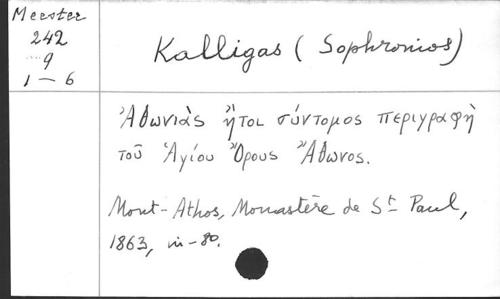 Meester
242
9
1 – 6
Kalligas (Sophronios)
Ἀθωνιὰς ἤτοι σύντομος περιγραφὴ
τοῦ Ἁγίου Ὄρους Ἄθωνος.
Mont-Athos, Monastère de St Paul,
1863, in-8o.